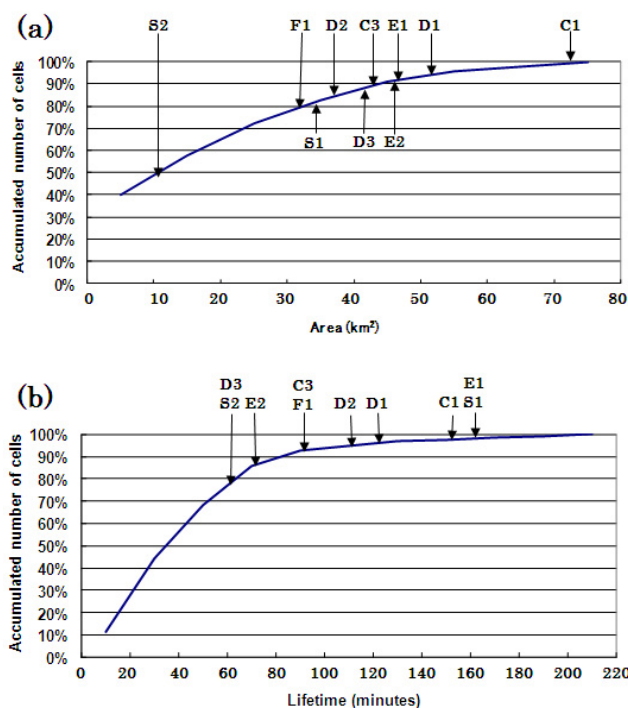 (a)
S2 F1 D2 C3 E1 D1 C1
Accumulated number of cells
100%
90%
80%
70%
60%
50%
40%
30%
20%
10%
0%
S1 D3 E2
0 10 20 30 40 50 60 70 80
Area (km²)
(b)
D3 C3 E1
S2 E2 F1 D2 D1 C1 S1
Accumulated number of cells
100%
90%
80%
70%
60%
50%
40%
30%
20%
10%
0%
0 20 40 60 80 100 120 140 160 180 200 220
Lifetime (minutes)